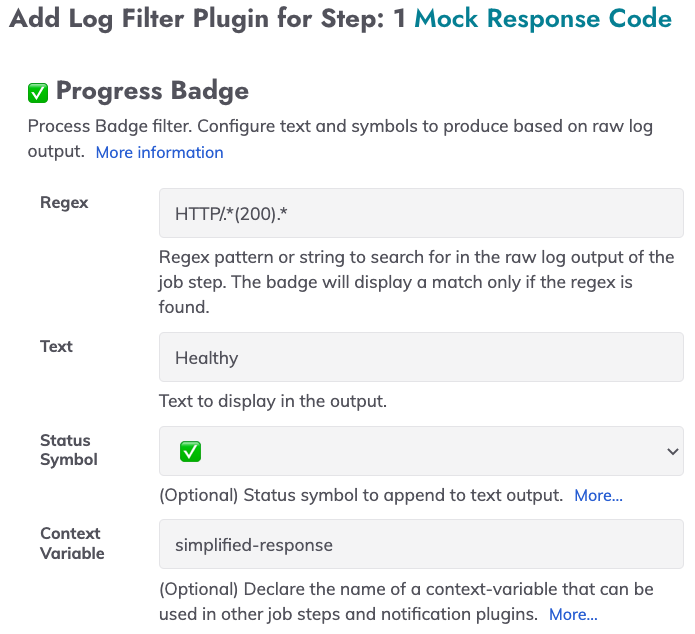 Add Log Filter Plugin for Step: 1 Mock Response Code
Progress Badge
Process Badge filter. Configure text and symbols to produce based on raw log
output. More information
Regex
HTTP/.*(200).*
Regex pattern or string to search for in the raw log output of the
job step. The badge will display a match only if the regex is
found.
Text
Healthy
Text to display in the output.
Status
Symbol
(Optional) Status symbol to append to text output. More...
Context
Variable
simplified-response
(Optional) Declare the name of a context-variable that can be
used in other job steps and notification plugins. More...